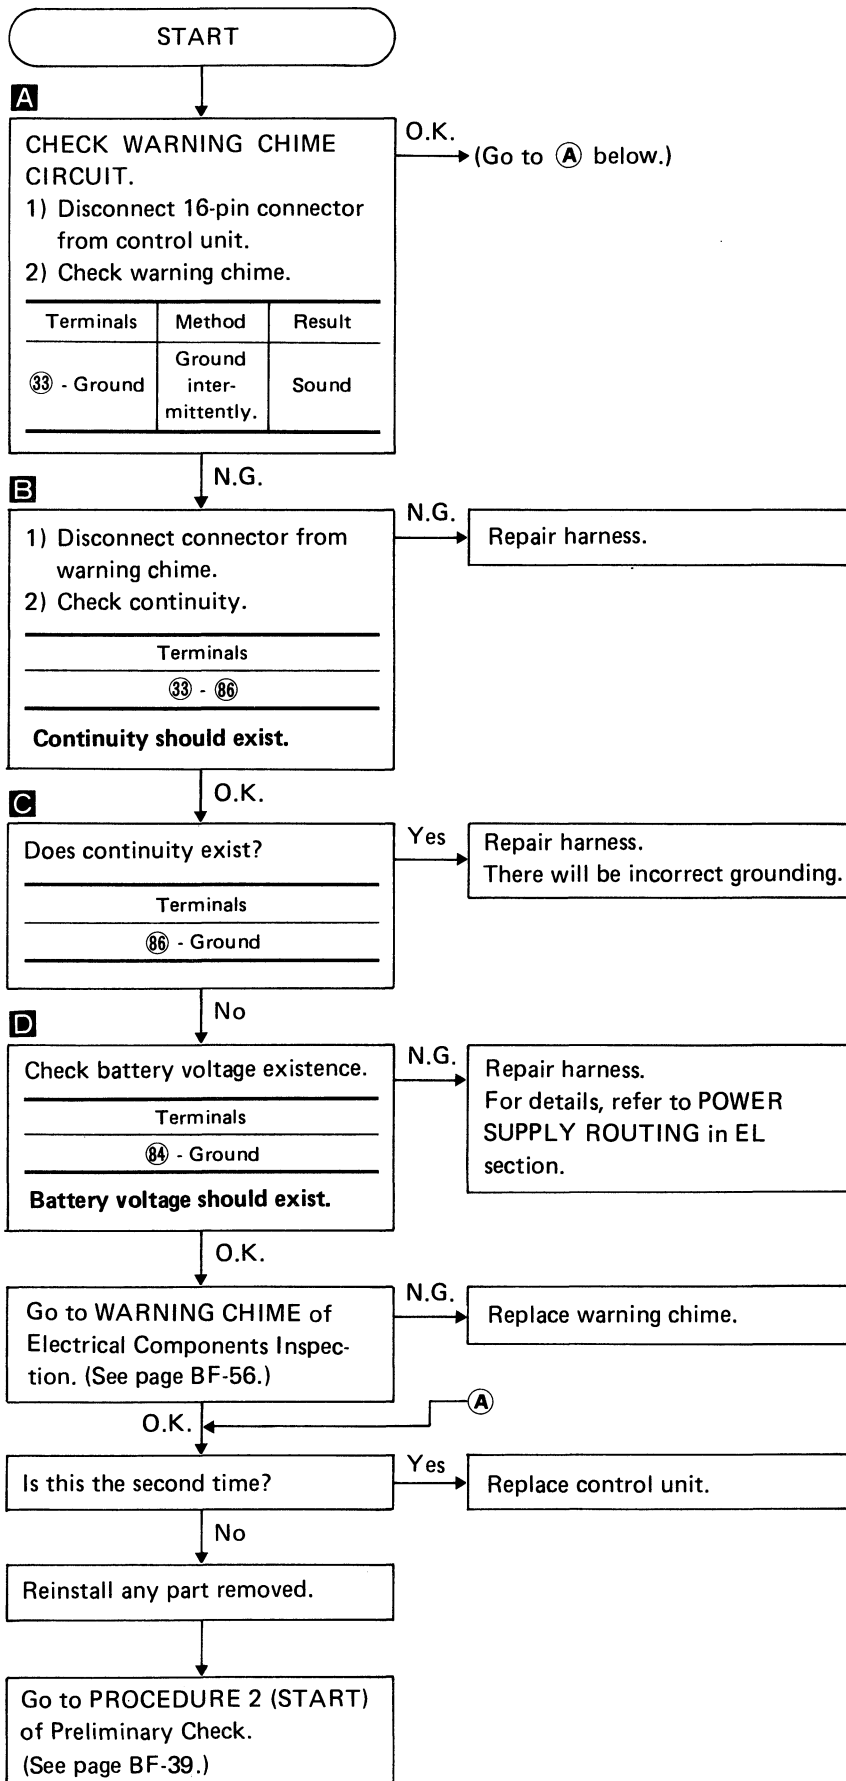 START
A
CHECK WARNING CHIME
CIRCUIT.
1) Disconnect 16-pin connector
from control unit.
2) Check warning chime.
Terminals Method Result
㉝ - Ground
Ground
inter-
mittently.
Sound
O.K.
(Go to Ⓐ below.)
N.G.
B
1) Disconnect connector from
warning chime.
2) Check continuity.
Terminals
33 - 86
Continuity should exist.
N.G.
Repair harness.
O.K.
C
Does continuity exist?
Terminals
86 - Ground
Yes
Repair harness.
There will be incorrect grounding.
No
D
Check battery voltage existence.
Terminals
84 - Ground
Battery voltage should exist.
N.G.
Repair harness.
For details, refer to POWER
SUPPLY ROUTING in EL
section.
O.K.
Go to WARNING CHIME of
Electrical Components Inspec-
tion. (See page BF-56.)
N.G.
Replace warning chime.
O.K.
Ⓐ
Is this the second time?
Yes
Replace control unit.
No
Reinstall any part removed.
Go to PROCEDURE 2 (START)
of Preliminary Check.
(See page BF-39.)